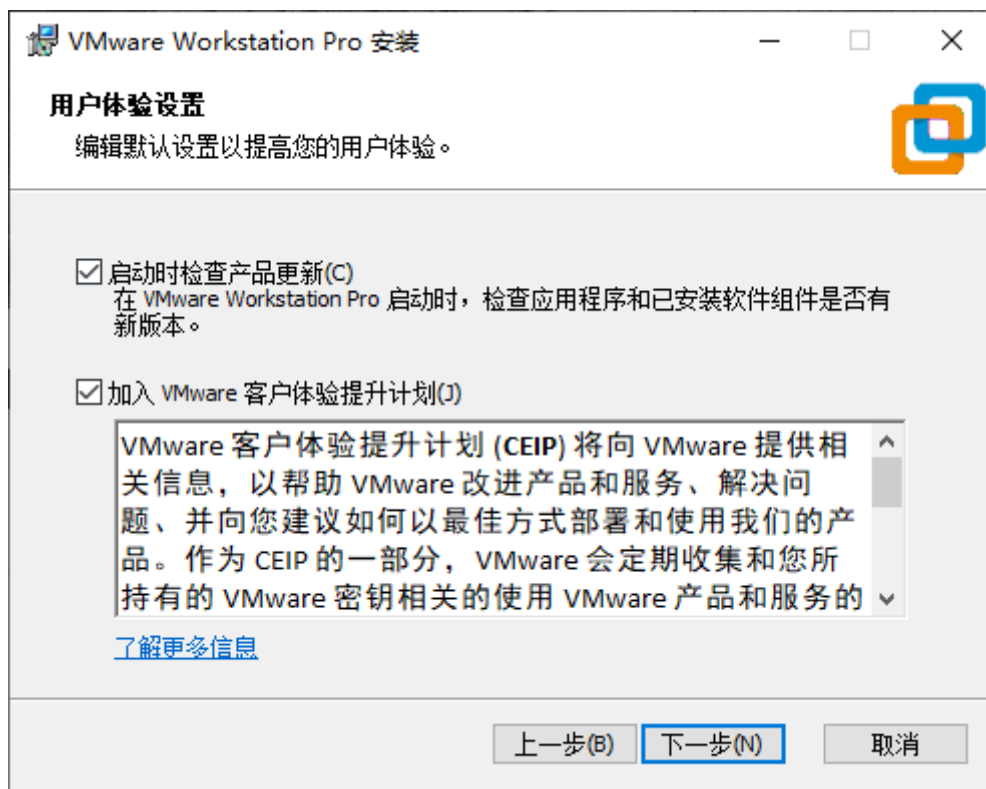 VMware Workstation Pro 安装
用户体验设置
编辑默认设置以提高您的用户体验。
启动时检查产品更新(C)
在 VMware Workstation Pro 启动时，检查应用程序和已安装软件组件是否有
新版本。
加入 VMware 客户体验提升计划(J)
VMware 客户体验提升计划 (CEIP) 将向 VMware 提供相
关信息，以帮助 VMware 改进产品和服务、解决问
题、并向您建议如何以最佳方式部署和使用我们的产
品。作为 CEIP 的一部分，VMware 会定期收集和您所
持有的 VMware 密钥相关的使用 VMware 产品和服务的
了解更多信息
上一步(B)
下一步(N)
取消